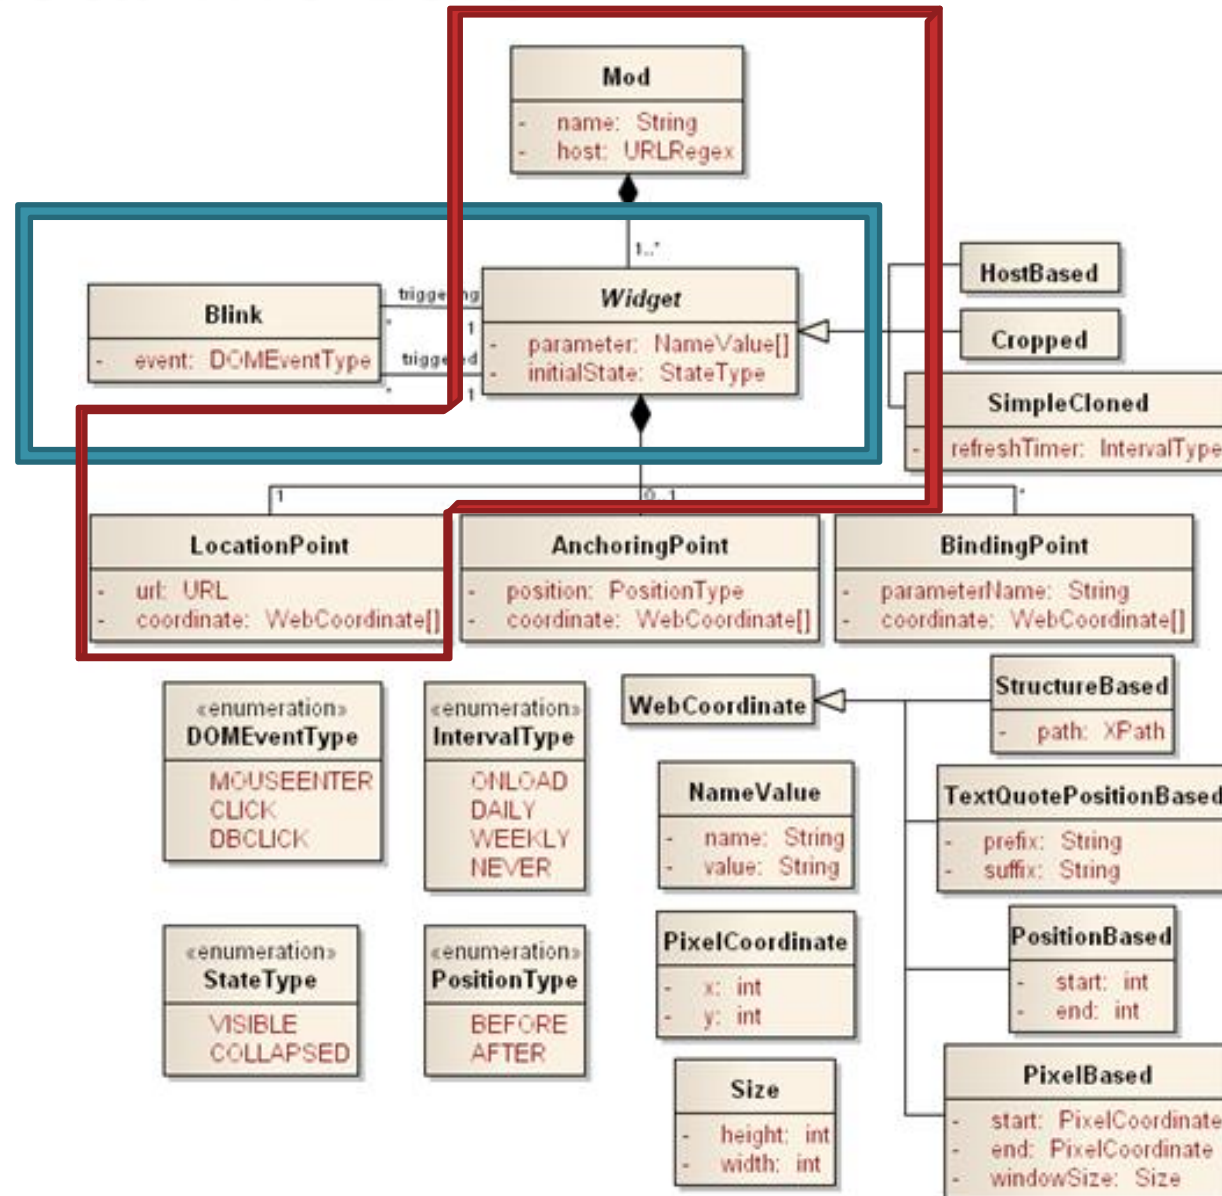 Mod
- name: String
- host: URLRegex
1..*
HostBased
Blink
- event: DOMEventType
triggering
* 1
triggered
* 1
Widget
- parameter: NameValue[]
- initialState: StateType
Cropped
SimpleCloned
- refreshTimer: IntervalType
1
0..1
*
LocationPoint
- url: URL
- coordinate: WebCoordinate[]
AnchoringPoint
- position: PositionType
- coordinate: WebCoordinate[]
BindingPoint
- parameterName: String
- coordinate: WebCoordinate[]
«enumeration»
DOMEventType
MOUSEENTER
CLICK
DBCLICK
«enumeration»
IntervalType
ONLOAD
DAILY
WEEKLY
NEVER
WebCoordinate
StructureBased
- path: XPath
NameValue
- name: String
- value: String
TextQuotePositionBased
- prefix: String
- suffix: String
«enumeration»
StateType
VISIBLE
COLLAPSED
«enumeration»
PositionType
BEFORE
AFTER
PixelCoordinate
- x: int
- y: int
PositionBased
- start: int
- end: int
Size
- height: int
- width: int
PixelBased
- start: PixelCoordinate
- end: PixelCoordinate
- windowSize: Size